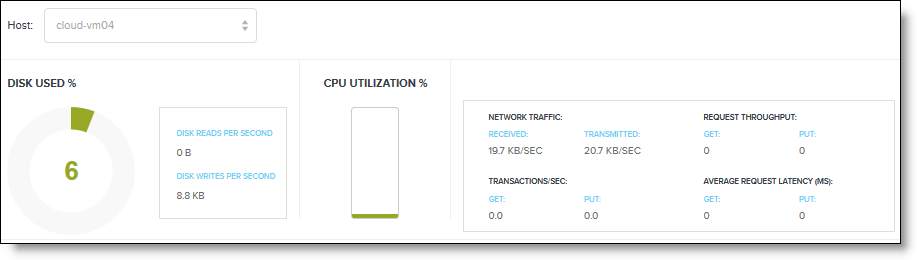 Host: cloud-vm04
DISK USED %
6
DISK READS PER SECOND
0 B
DISK WRITES PER SECOND
8.8 KB
CPU UTILIZATION %
NETWORK TRAFFIC:
RECEIVED: TRANSMITTED:
19.7 KB/SEC 20.7 KB/SEC
TRANSACTIONS/SEC:
GET: PUT:
0.0 0.0
REQUEST THROUGHPUT:
GET: PUT:
0 0
AVERAGE REQUEST LATENCY (MS):
GET: PUT:
0 0